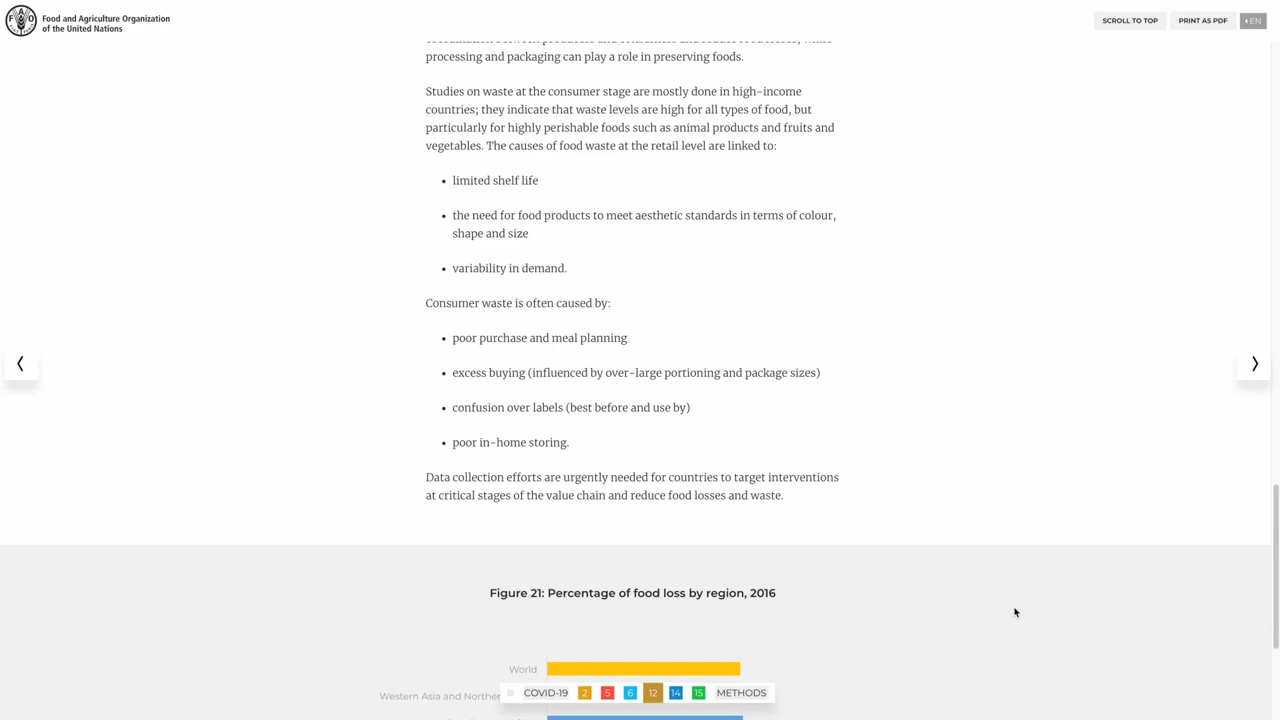 Food and Agriculture Organization
of the United Nations
SCROLL TO TOP
PRINT AS PDF
EN
processing and packaging can play a role in preserving foods.
Studies on waste at the consumer stage are mostly done in high-income
countries; they indicate that waste levels are high for all types of food, but
particularly for highly perishable foods such as animal products and fruits and
vegetables. The causes of food waste at the retail level are linked to:
• limited shelf life
• the need for food products to meet aesthetic standards in terms of colour,
shape and size
• variability in demand.
Consumer waste is often caused by:
• poor purchase and meal planning
• excess buying (influenced by over-large portioning and package sizes)
• confusion over labels (best before and use by)
• poor in-home storing.
Data collection efforts are urgently needed for countries to target interventions
at critical stages of the value chain and reduce food losses and waste.
Figure 21: Percentage of food loss by region, 2016
World
COVID-19 2 5 6 12 14 15 METHODS
Western Asia and Norther